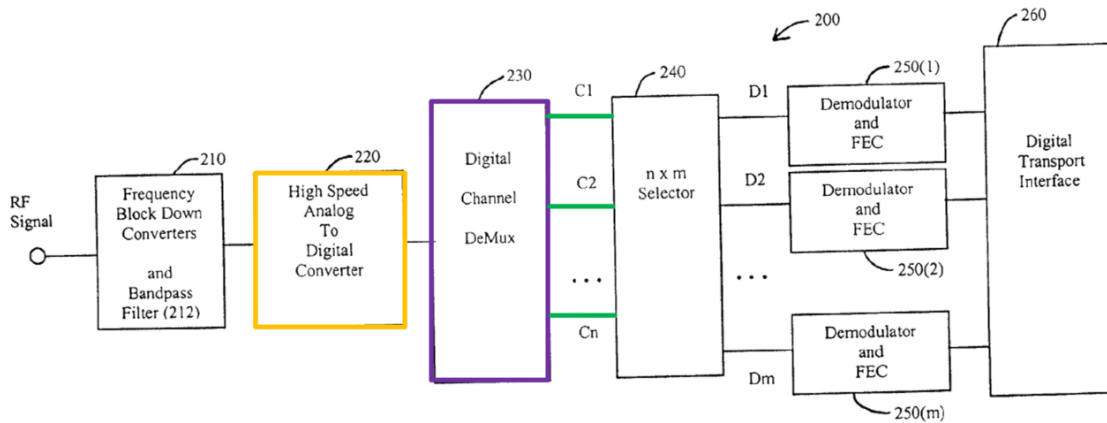 200
260
RF
Signal
210
Frequency
Block Down
Converters
and
Bandpass
Filter (212)
220
High Speed
Analog
To
Digital
Converter
230
Digital
Channel
DeMux
C1
C2
...
Cn
240
n x m
Selector
D1
D2
...
Dm
250(1)
Demodulator
and
FEC
Demodulator
and
FEC
250(2)
Demodulator
and
FEC
250(m)
Digital
Transport
Interface